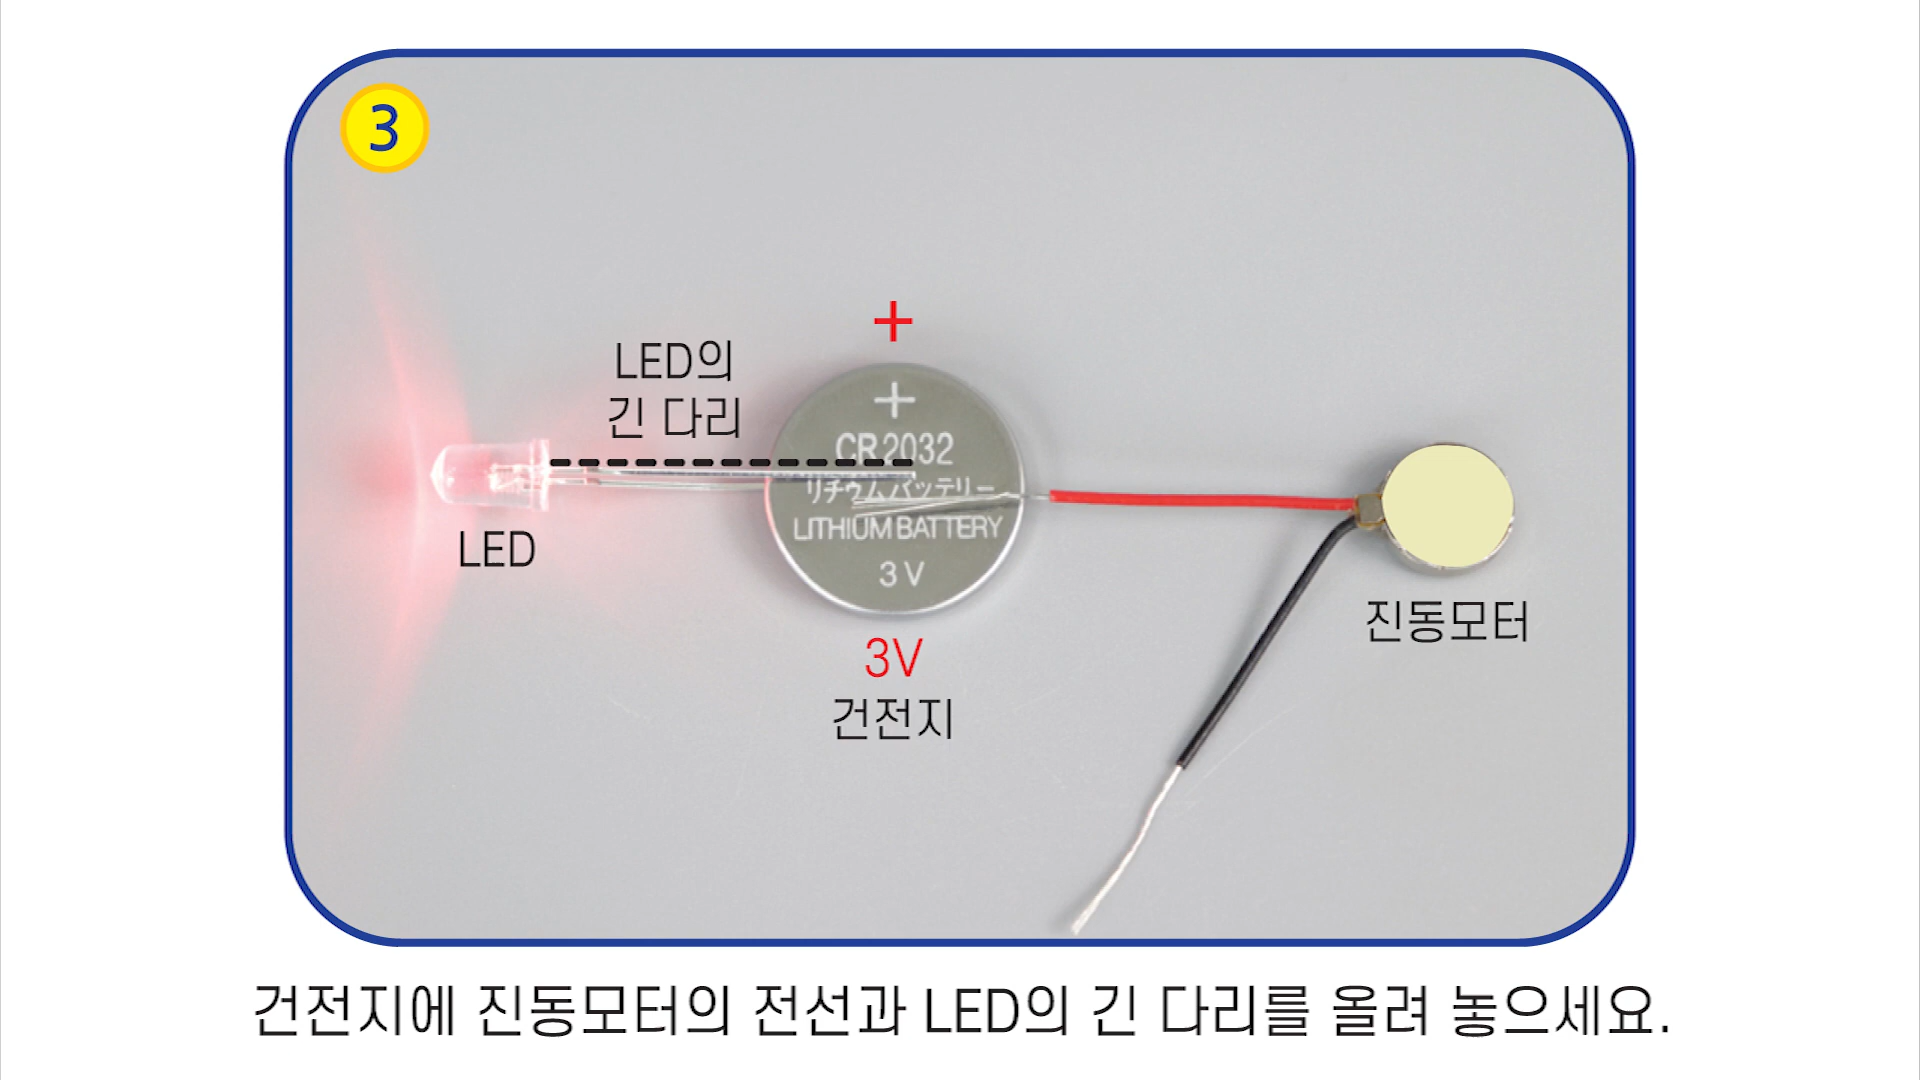 3
+
LED의
긴 다리
+
CR2032
リチウムバッテリー
LITHIUM BATTERY
3V
LED
3V
건전지
진동모터
건전지에 진동모터의 전선과 LED의 긴 다리를 올려 놓으세요.